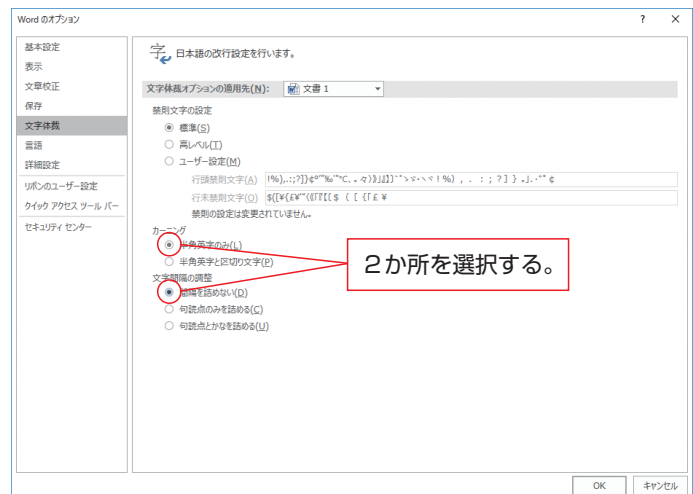 Word のオプション ? ×
基本設定
表示
文章校正
保存
文字体裁
言語
詳細設定
リボンのユーザー設定
クイック アクセス ツール バー
セキュリティ センター
日本語の改行設定を行います。
文字体裁オプションの適用先(N): 文書 1
禁則文字の設定
標準(S)
高レベル(T)
ユーザー設定(M)
行頭禁則文字(A)
行末禁則文字(O)
禁則の設定は変更されていません。
カーニング
半角英字のみ(L)
半角英字と区切り文字(P)
文字間隔の調整
間隔を詰めない(D)
句読点のみを詰める(C)
句読点とかなを詰める(U)
2か所を選択する。
OK キャンセル